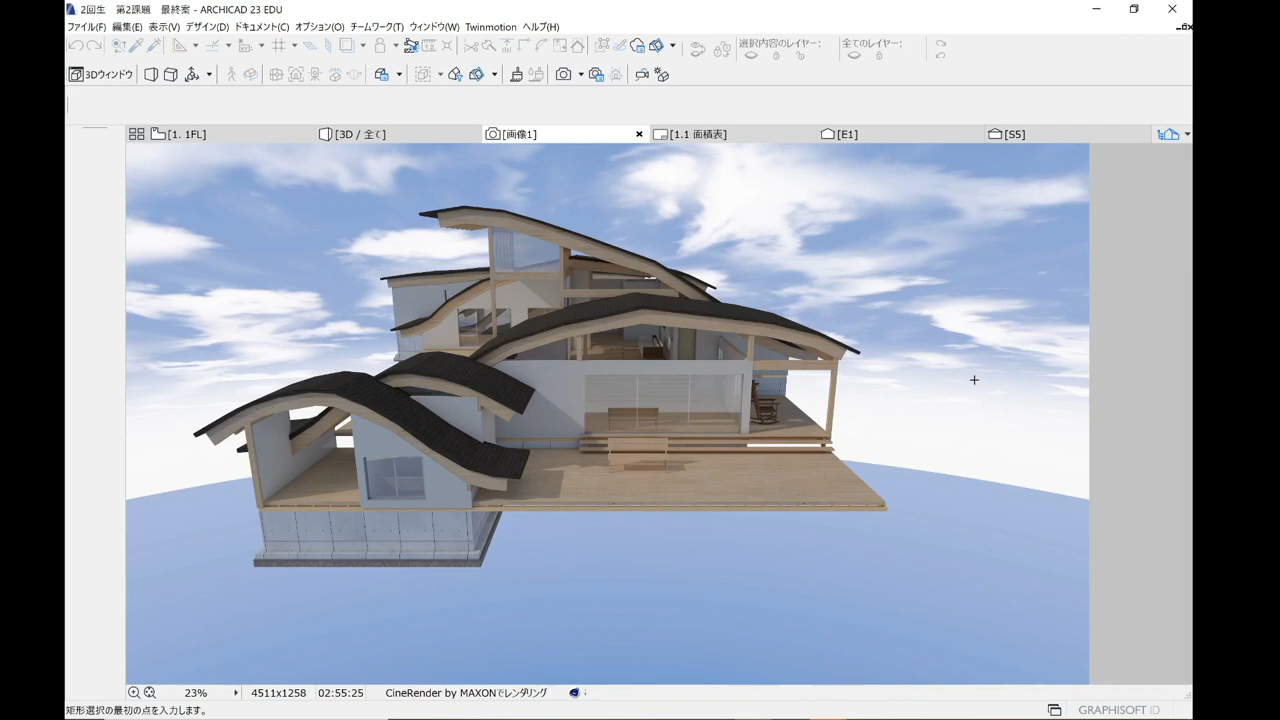 2回生　第2課題　最終案 - ARCHICAD 23 EDU
ファイル(F) 編集(E) 表示(V) デザイン(D) ドキュメント(C) オプション(O) チームワーク(T) ウィンドウ(W) Twinmotion ヘルプ(H)
選択内容のレイヤー: 全てのレイヤー:
3Dウィンドウ
[1. 1FL] [3D / 全て] [画像1] [1.1 面積表] [E1] [S5]
23% 4511x1258 02:55:25 CineRender by MAXONでレンダリング
矩形選択の最初の点を入力します。 GRAPHISOFT ID